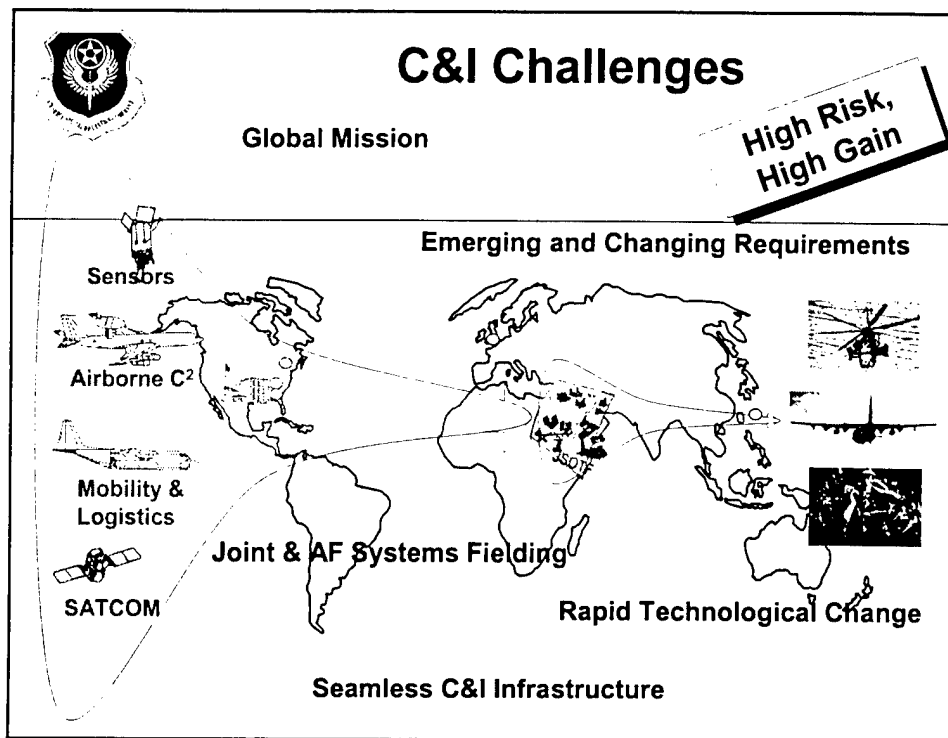 C&I Challenges
High Risk,
High Gain
Global Mission
Emerging and Changing Requirements
Sensors
Airborne C²
JSOTF
Mobility &
Logistics
Joint & AF Systems Fielding
SATCOM
Rapid Technological Change
Seamless C&I Infrastructure